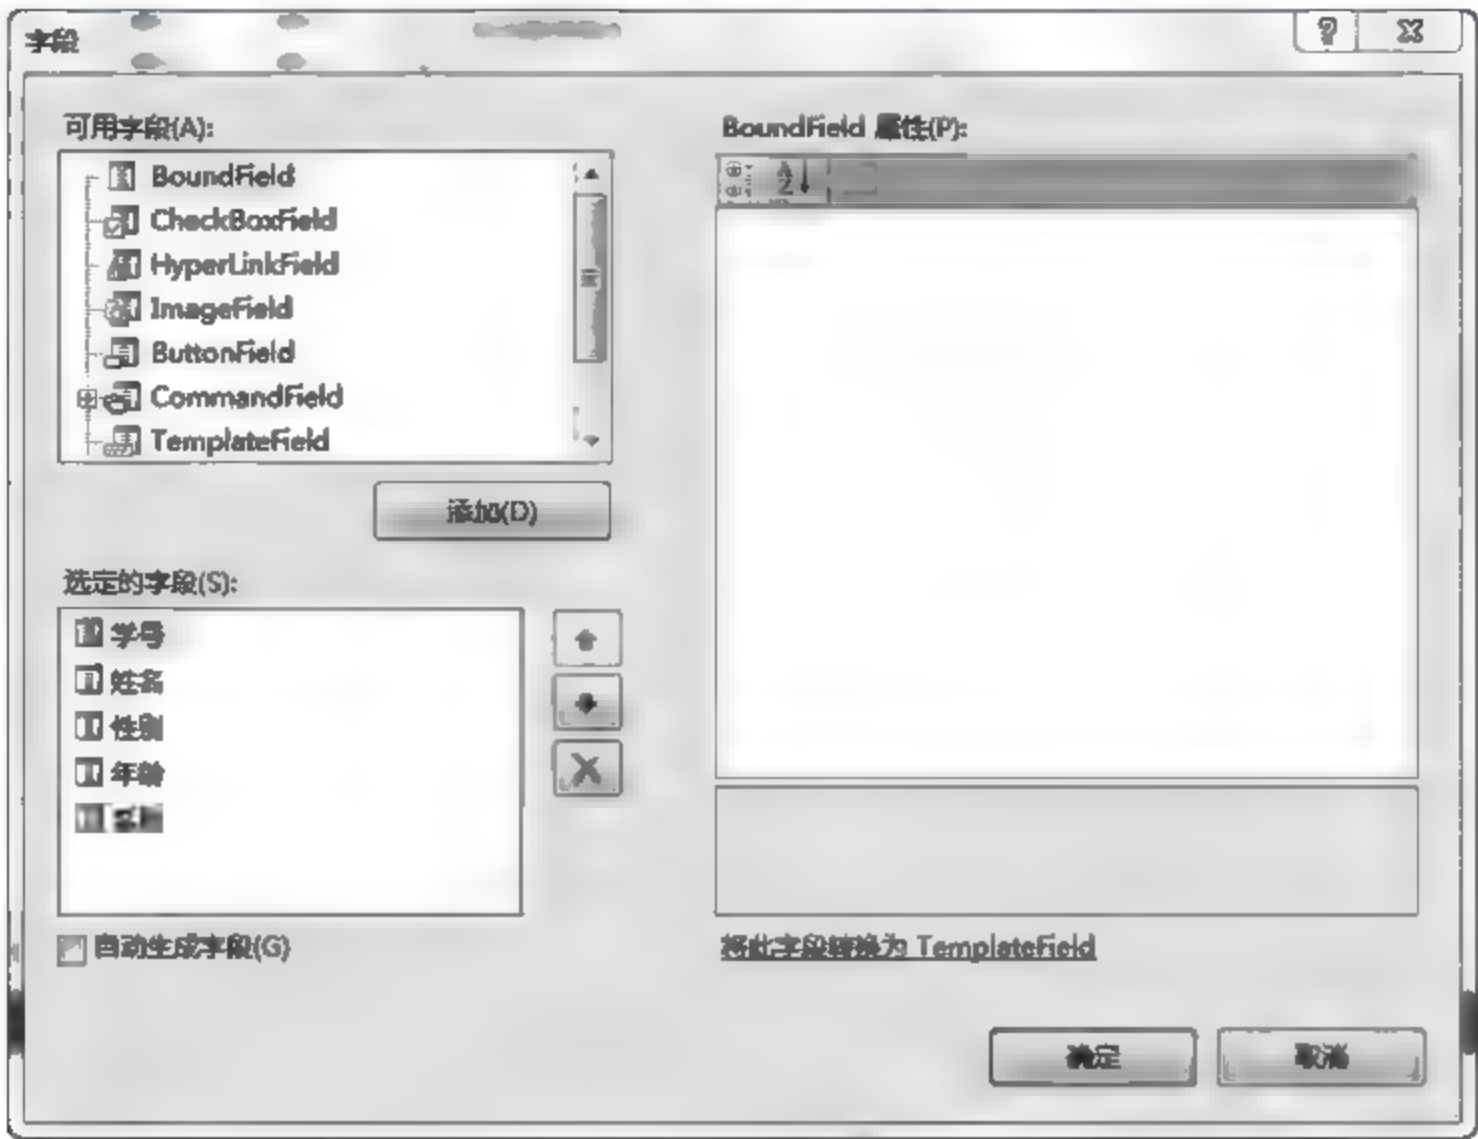 字段
可用字段(A):
BoundField
CheckBoxField
HyperLinkField
ImageField
ButtonField
CommandField
TemplateField
添加(D)
选定的字段(S):
学号
姓名
性别
年龄
自动生成字段(G)
BoundField 属性(P):
将此字段转换为 TemplateField
确定
取消